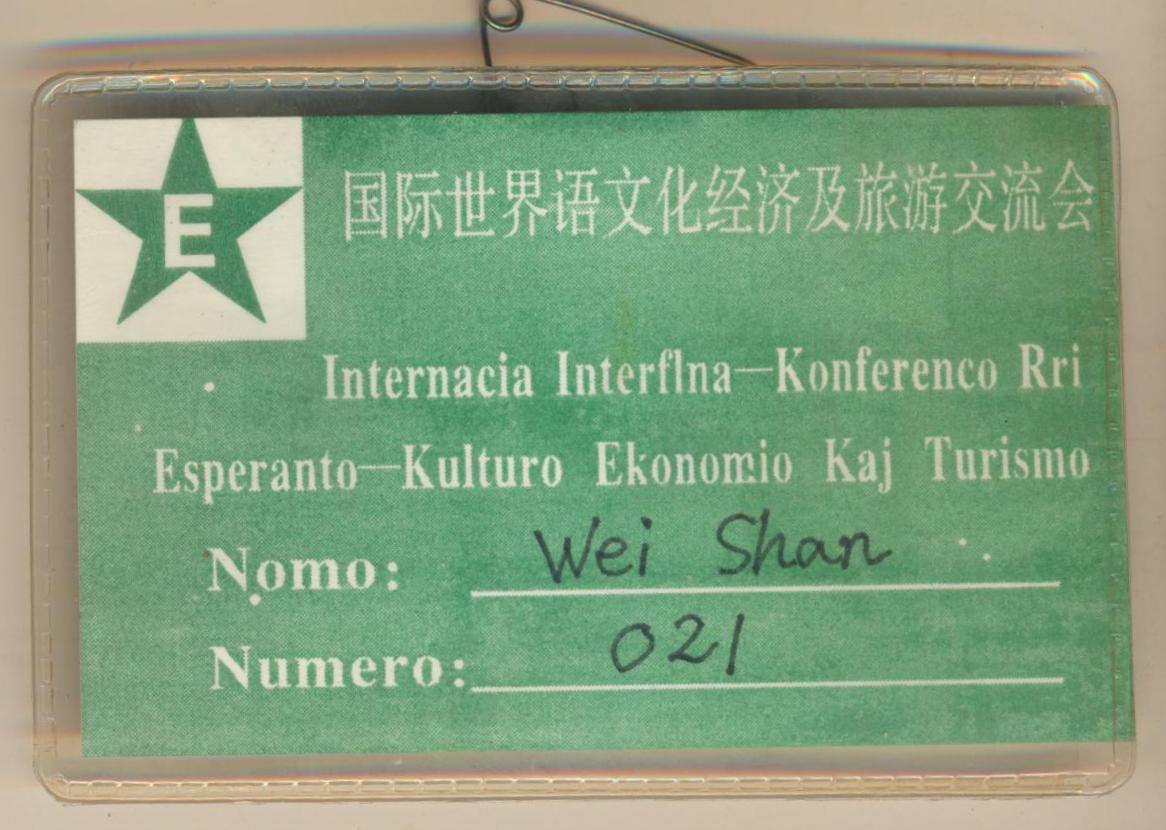 E
国际世界语文化经济及旅游交流会
Internacia Interflna—Konferenco Rri
Esperanto—Kulturo Ekonomio Kaj Turismo
Nomo: Wei Shan
Numero: 021